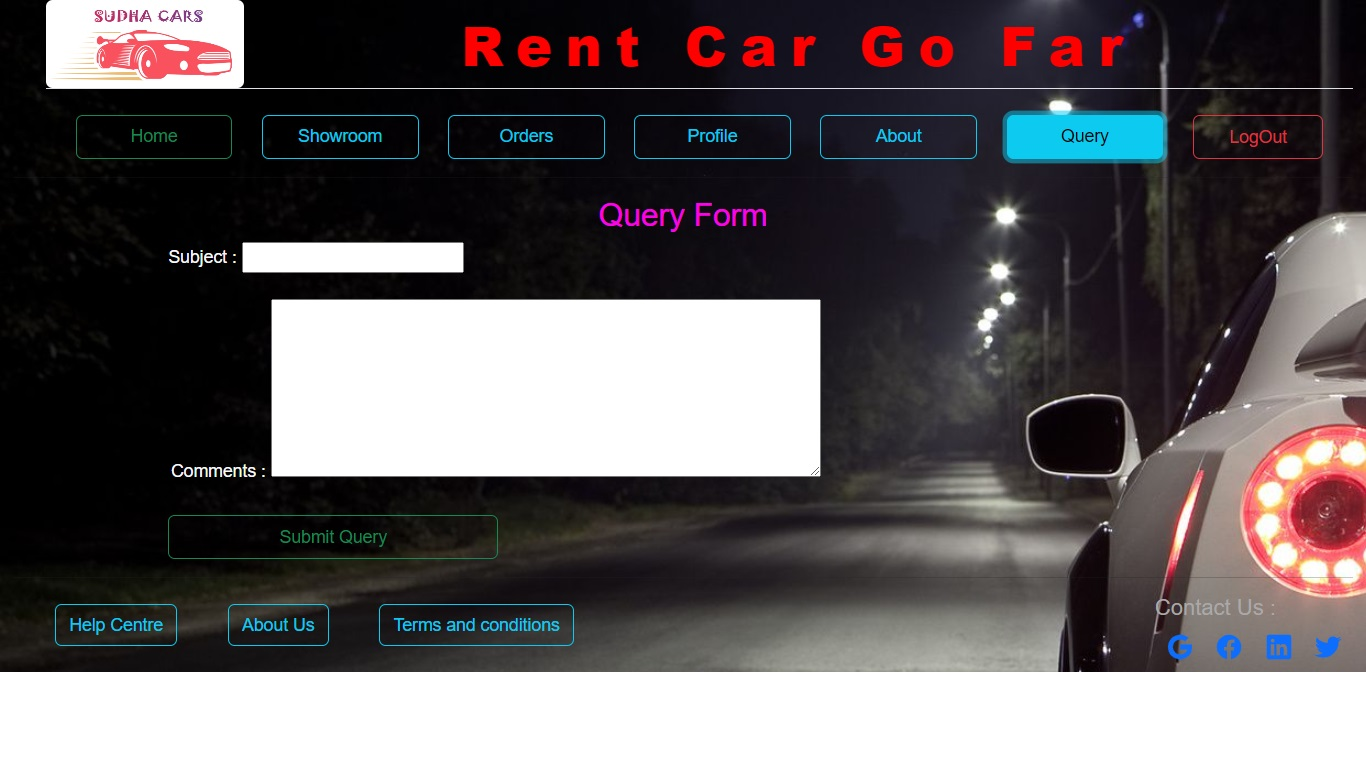 SUDHA CARS
Rent Car Go Far
Home Showroom Orders Profile About Query LogOut
Query Form
Subject :
Comments :
Submit Query
Help Centre About Us Terms and conditions
Contact Us :